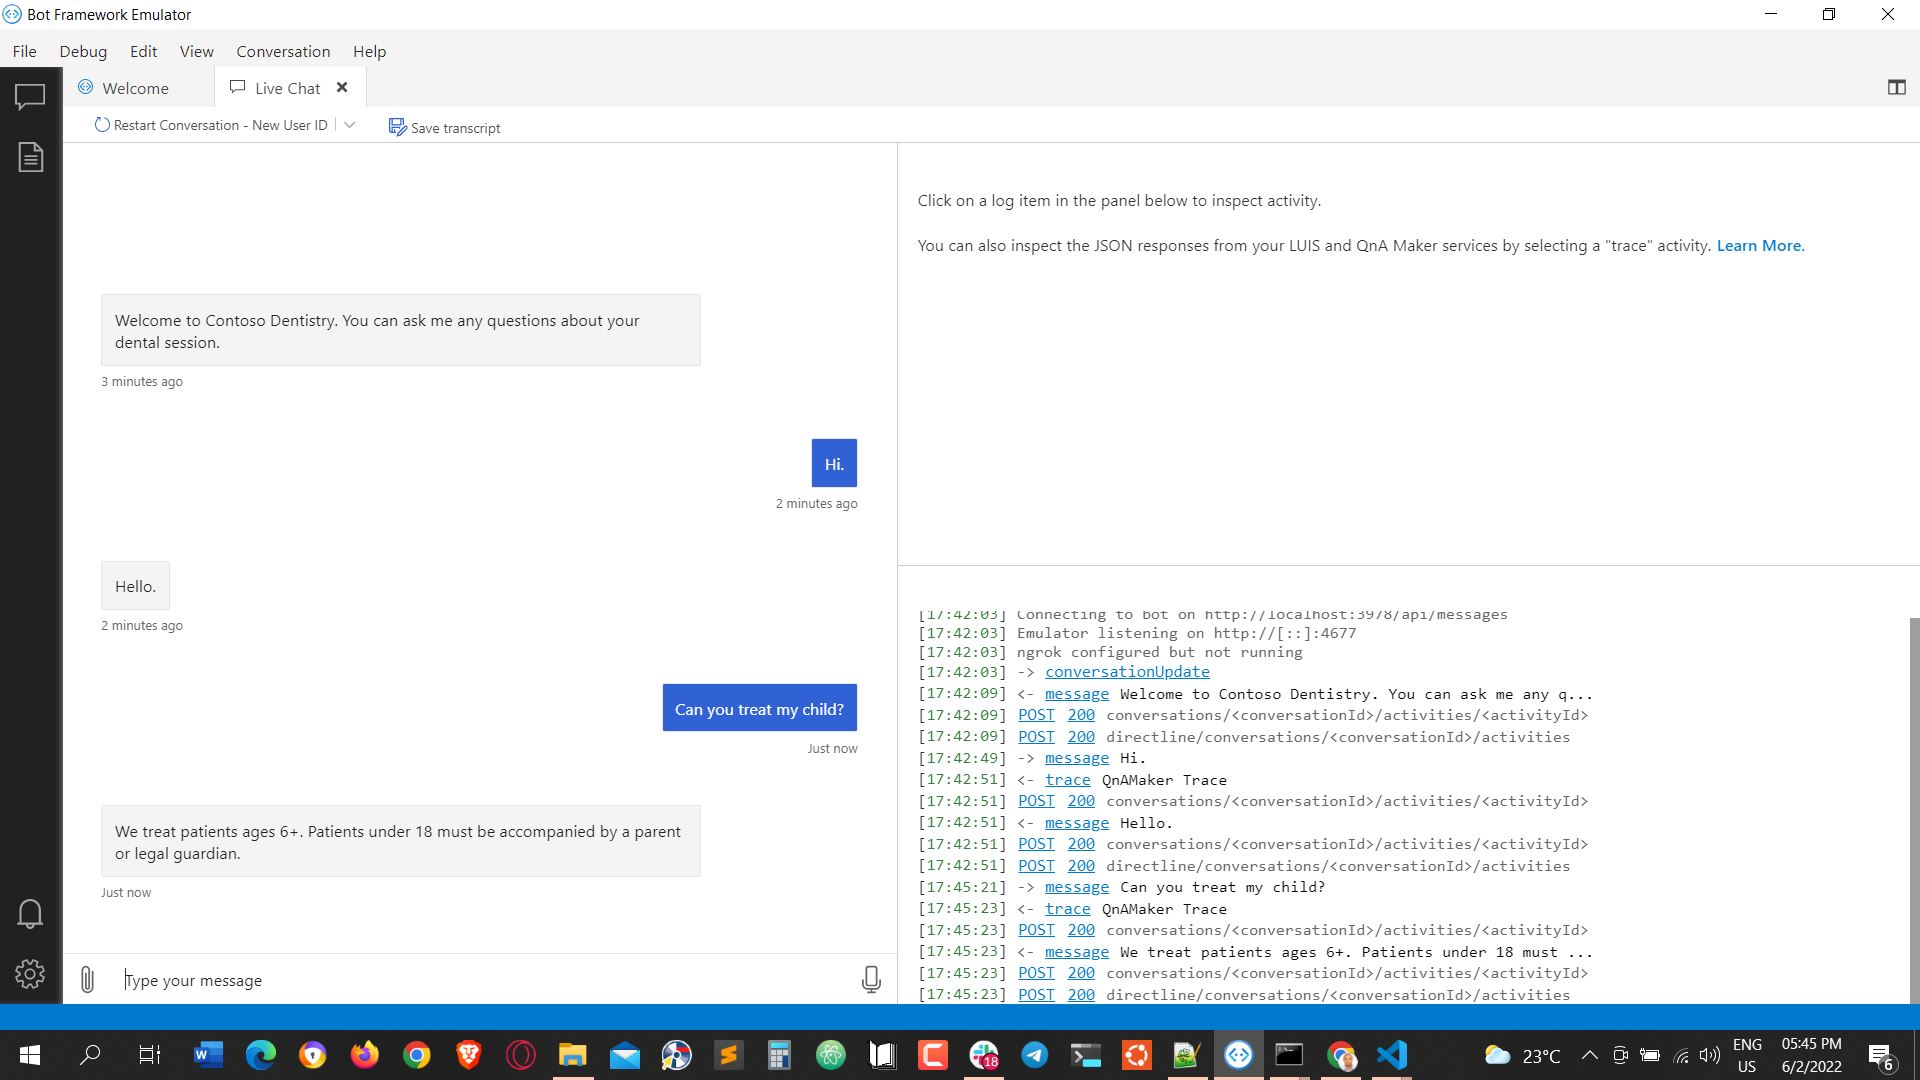 Bot Framework Emulator
File Debug Edit View Conversation Help
Welcome Live Chat
Restart Conversation - New User ID Save transcript
Welcome to Contoso Dentistry. You can ask me any questions about your
dental session.
3 minutes ago
Hi.
2 minutes ago
Hello.
2 minutes ago
Can you treat my child?
Just now
We treat patients ages 6+. Patients under 18 must be accompanied by a parent
or legal guardian.
Just now
Type your message
Click on a log item in the panel below to inspect activity.
You can also inspect the JSON responses from your LUIS and QnA Maker services by selecting a "trace" activity. Learn More.
[17:42:03] Connecting to bot on http://localhost:3978/api/messages
[17:42:03] Emulator listening on http://[::]:4677
[17:42:03] ngrok configured but not running
[17:42:03] -> conversationUpdate
[17:42:09] <- message Welcome to Contoso Dentistry. You can ask me any q...
[17:42:09] POST 200 conversations/<conversationId>/activities/<activityId>
[17:42:09] POST 200 directline/conversations/<conversationId>/activities
[17:42:49] -> message Hi.
[17:42:51] <- trace QnAMaker Trace
[17:42:51] POST 200 conversations/<conversationId>/activities/<activityId>
[17:42:51] <- message Hello.
[17:42:51] POST 200 conversations/<conversationId>/activities/<activityId>
[17:42:51] POST 200 directline/conversations/<conversationId>/activities
[17:45:21] -> message Can you treat my child?
[17:45:23] <- trace QnAMaker Trace
[17:45:23] POST 200 conversations/<conversationId>/activities/<activityId>
[17:45:23] <- message We treat patients ages 6+. Patients under 18 must ...
[17:45:23] POST 200 conversations/<conversationId>/activities/<activityId>
[17:45:23] POST 200 directline/conversations/<conversationId>/activities
18
23°C
ENG
US
05:45 PM
6/2/2022
6